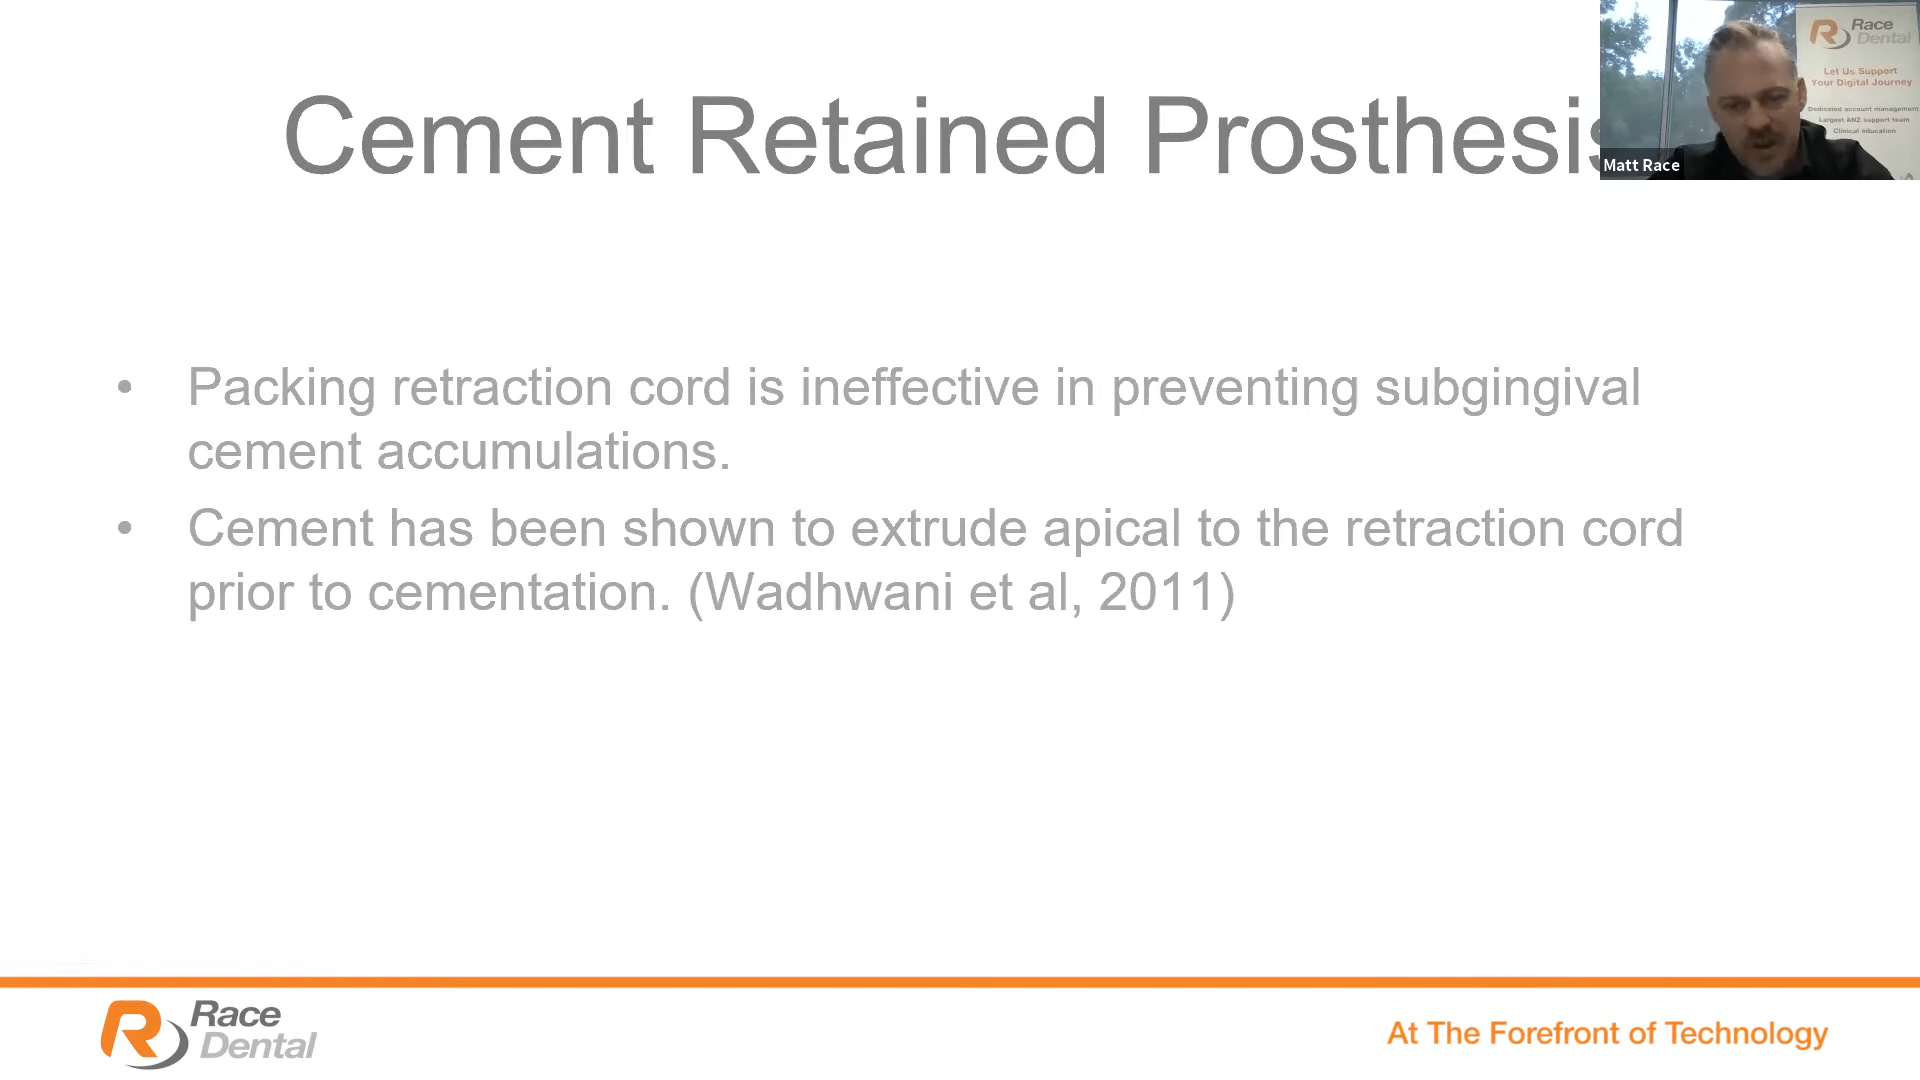 Cement Retained Prosthesis
Race
Dental
Let Us Support
Your Digital Journey
Dedicated account management
Largest ANZ support team
Clinical education
Matt Race
• Packing retraction cord is ineffective in preventing subgingival
cement accumulations.
• Cement has been shown to extrude apical to the retraction cord
prior to cementation. (Wadhwani et al, 2011)
Race
Dental
At The Forefront of Technology